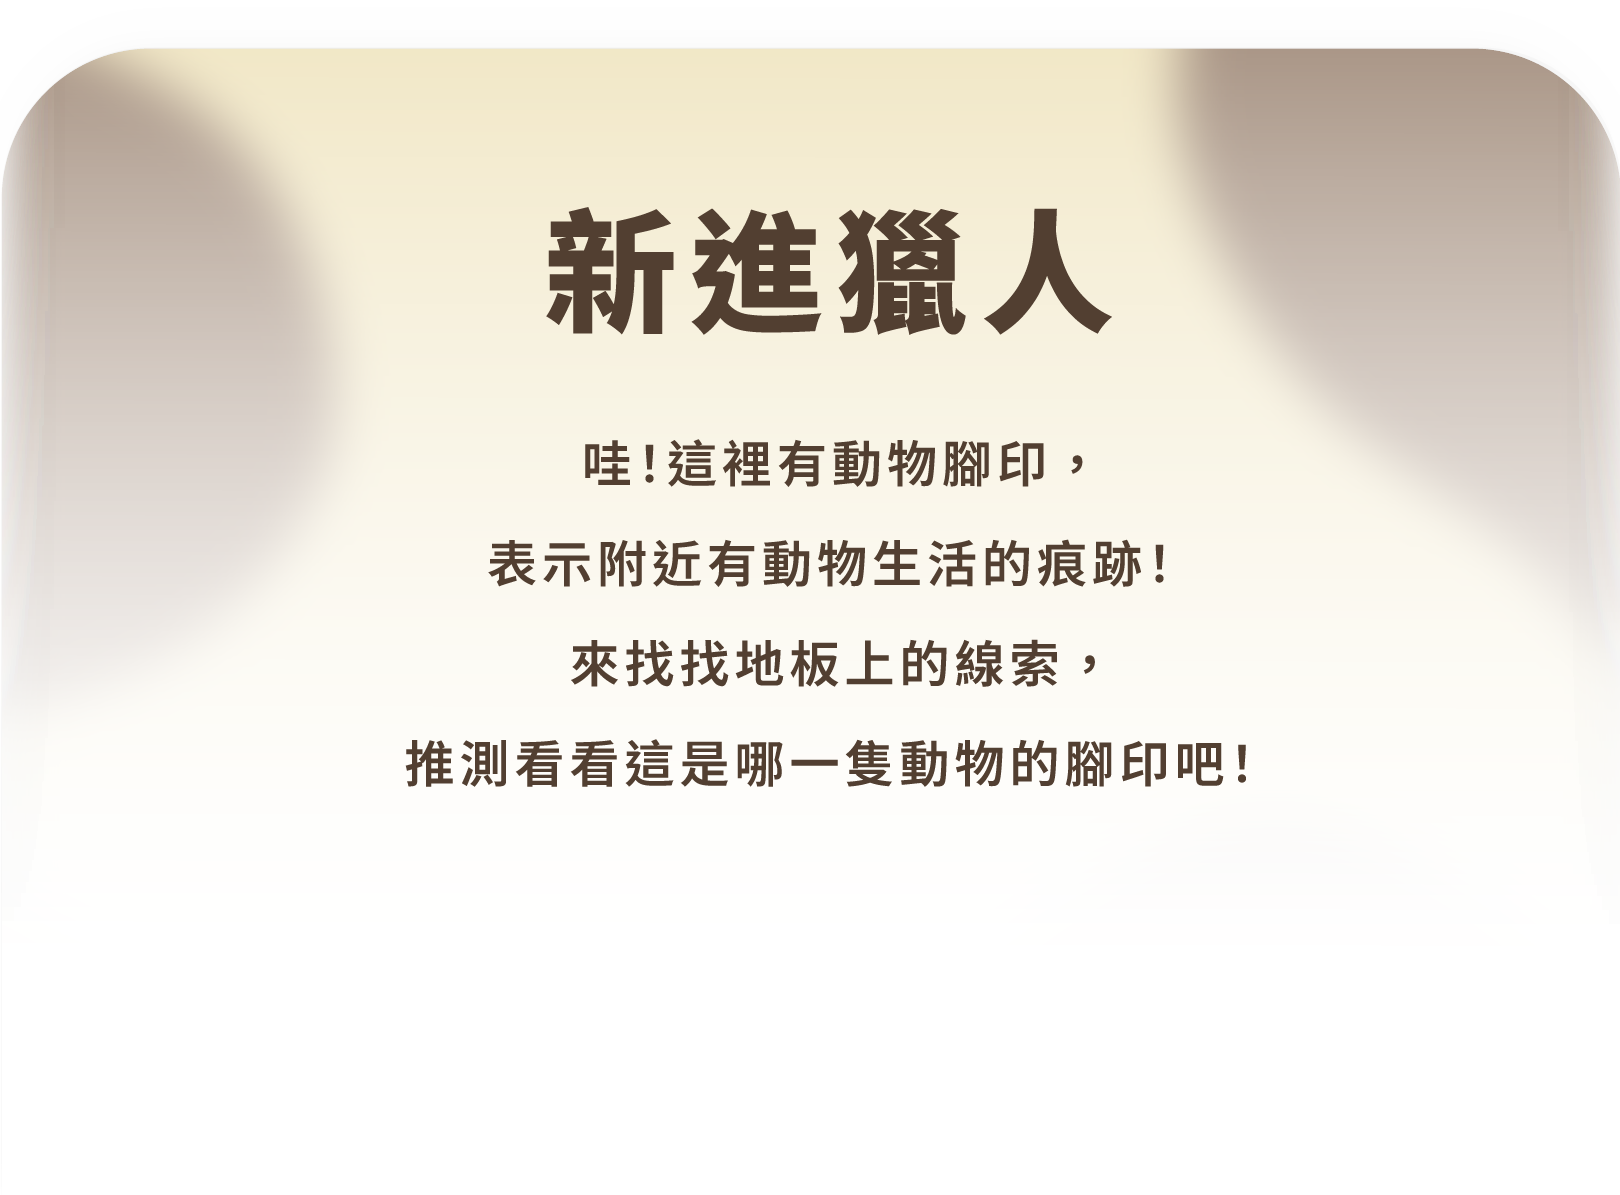 新進獵人
哇！這裡有動物腳印，
表示附近有動物生活的痕跡！
來找找地板上的線索，
推測看看這是哪一隻動物的腳印吧！